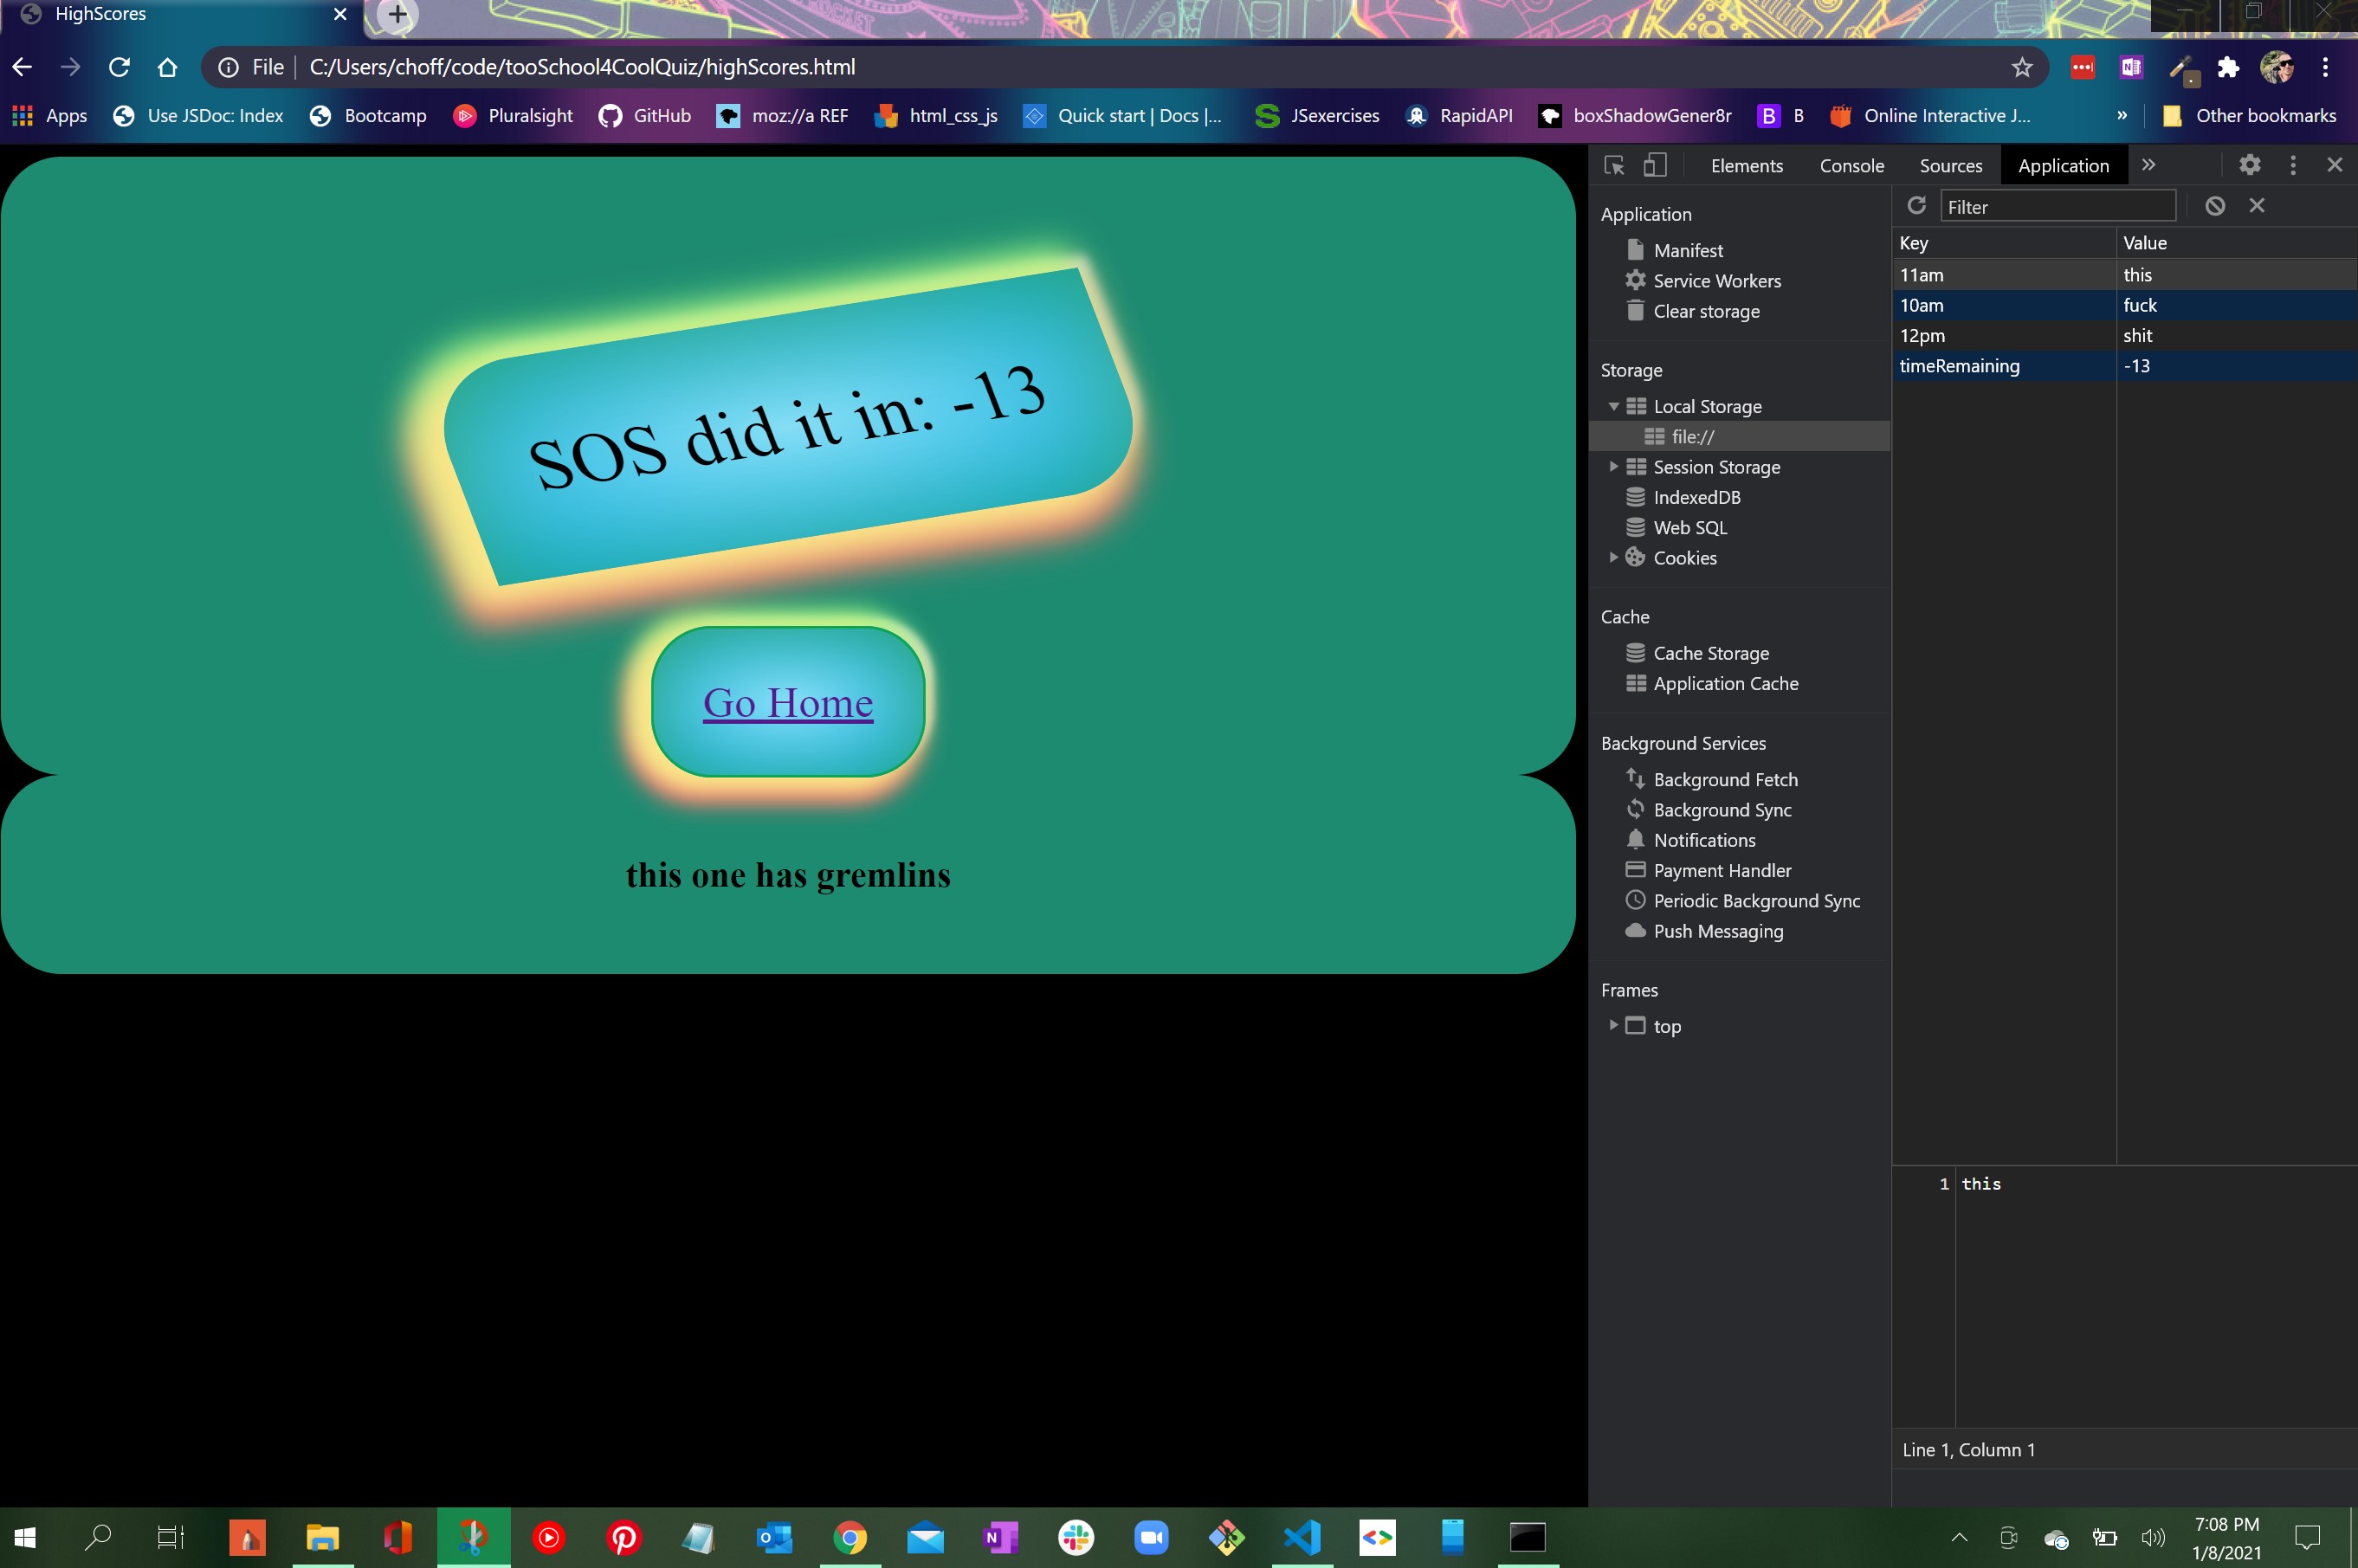 HighScores
File
C:/Users/choff/code/tooSchool4CoolQuiz/highScores.html
Apps
Use JSDoc: Index
Bootcamp
Pluralsight
GitHub
moz://a REF
html_css_js
Quick start | Docs |...
JSexercises
RapidAPI
boxShadowGener8r
B B
Online Interactive J...
»
Other bookmarks
SOS did it in: -13
Go Home
this one has gremlins
Elements
Console
Sources
Application
Application
Manifest
Service Workers
Clear storage
Storage
Local Storage
file://
Session Storage
IndexedDB
Web SQL
Cookies
Cache
Cache Storage
Application Cache
Background Services
Background Fetch
Background Sync
Notifications
Payment Handler
Periodic Background Sync
Push Messaging
Frames
top
Filter
Key Value
11am this
10am fuck
12pm shit
timeRemaining -13
1 this
Line 1, Column 1
7:08 PM
1/8/2021